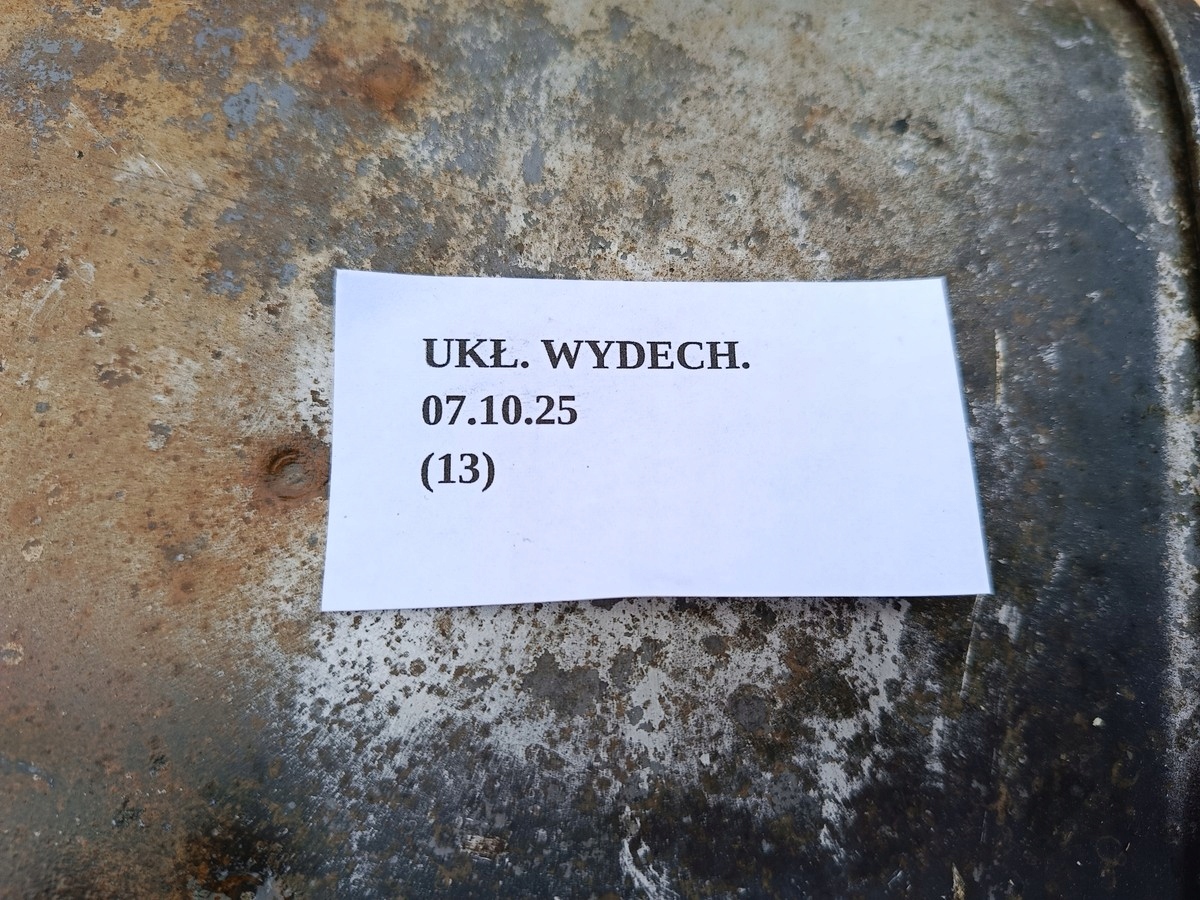 UKŁ. WYDECH.
07.10.25
(13)